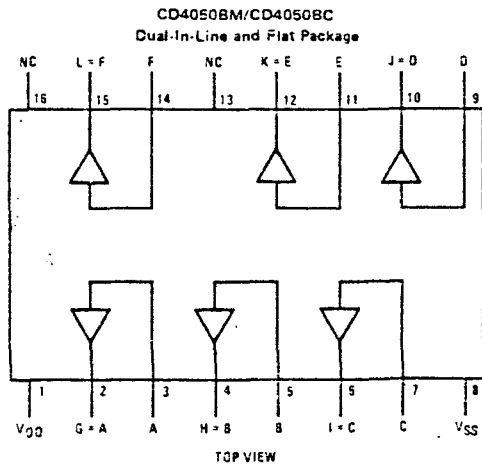 CD4050BM/CD4050BC
Dual-In-Line and Flat Package
NC L = F F NC K = E E J = D D
16 15 14 13 12 11 10 9
1 2 3 4 5 6 7 8
VDD G = A A H = B B I = C C VSS
TOP VIEW